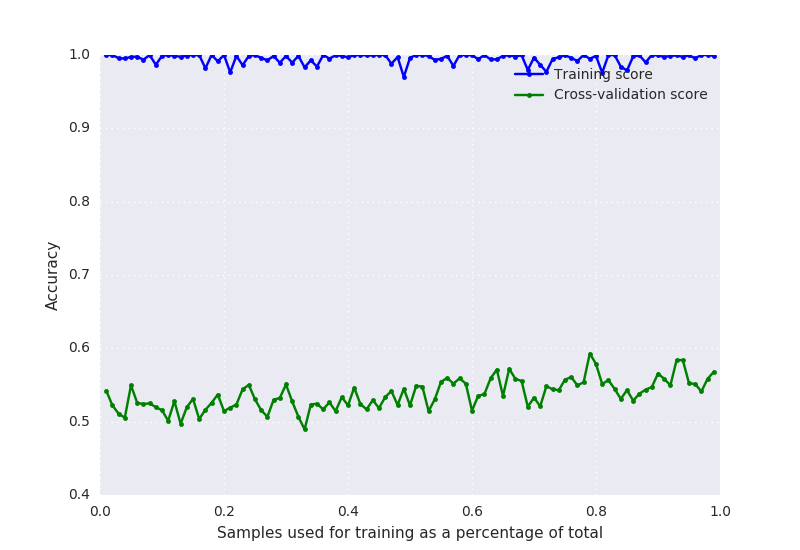 1.0
0.9
0.8
0.7
0.6
0.5
0.4
Accuracy
Training score
Cross-validation score
0.0 0.2 0.4 0.6 0.8 1.0
Samples used for training as a percentage of total